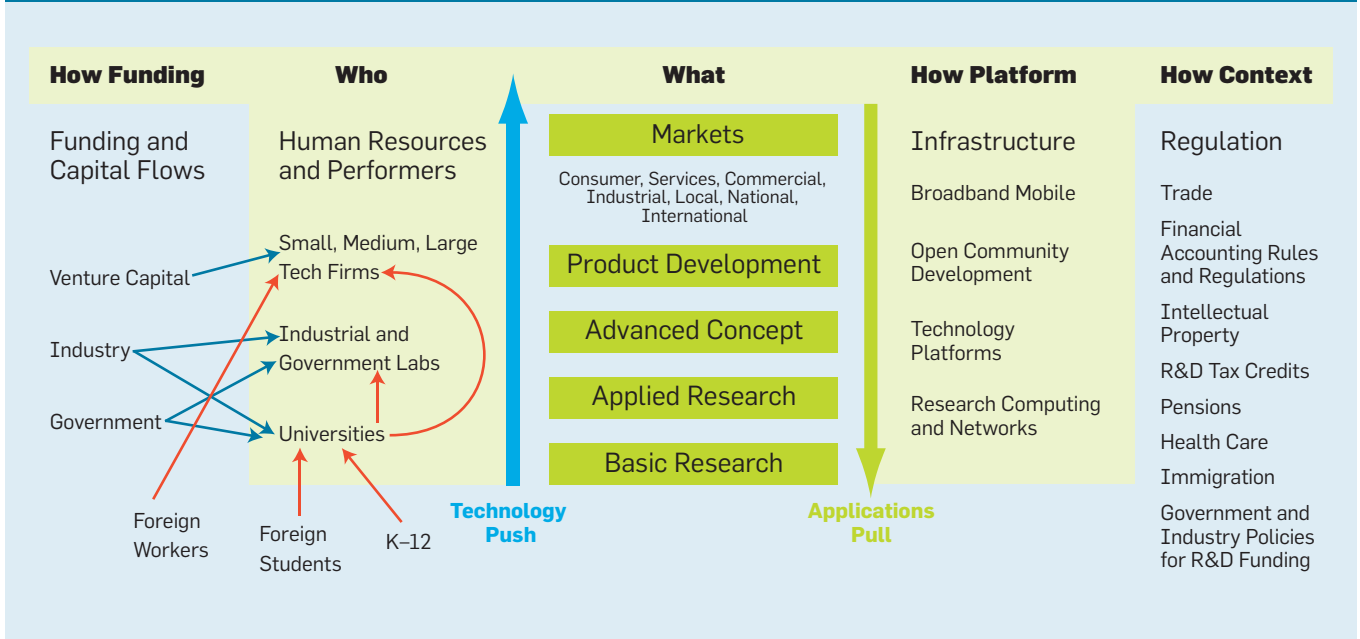 How Funding
Funding and
Capital Flows
Venture Capital
Industry
Government
Foreign
Workers
Who
Human Resources
and Performers
Small, Medium, Large
Tech Firms
Industrial and
Government Labs
Universities
Foreign
Students
K–12
Technology
Push
What
Markets
Consumer, Services, Commercial,
Industrial, Local, National,
International
Product Development
Advanced Concept
Applied Research
Basic Research
Applications
Pull
How Platform
Infrastructure
Broadband Mobile
Open Community
Development
Technology
Platforms
Research Computing
and Networks
How Context
Regulation
Trade
Financial
Accounting Rules
and Regulations
Intellectual
Property
R&D Tax Credits
Pensions
Health Care
Immigration
Government and
Industry Policies
for R&D Funding